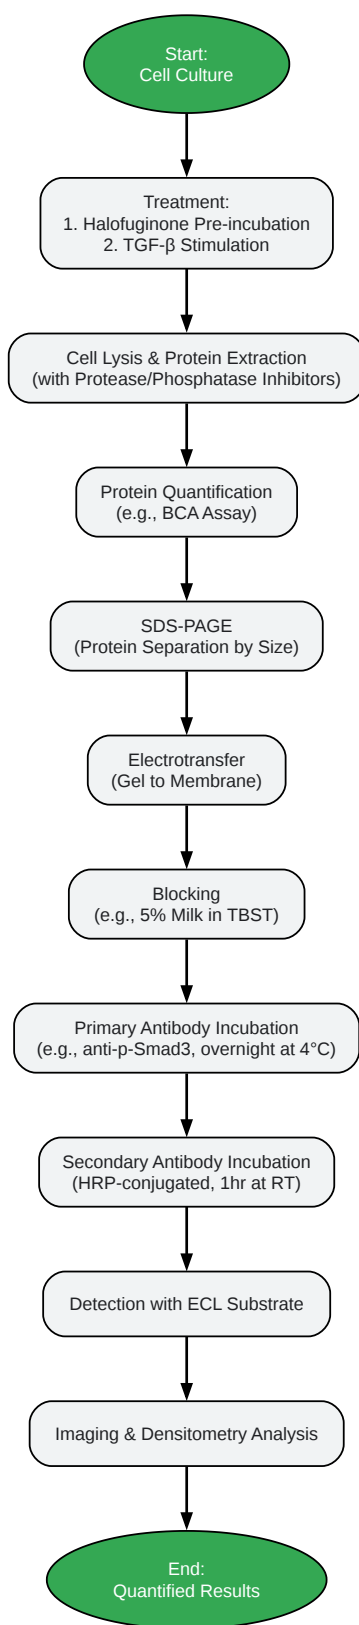 Start:
Cell Culture
Treatment:
1. Halofuginone Pre-incubation
2. TGF-β Stimulation
Cell Lysis & Protein Extraction
(with Protease/Phosphatase Inhibitors)
Protein Quantification
(e.g., BCA Assay)
SDS-PAGE
(Protein Separation by Size)
Electrotransfer
(Gel to Membrane)
Blocking
(e.g., 5% Milk in TBST)
Primary Antibody Incubation
(e.g., anti-p-Smad3, overnight at 4°C)
Secondary Antibody Incubation
(HRP-conjugated, 1hr at RT)
Detection with ECL Substrate
Imaging & Densitometry Analysis
End:
Quantified Results